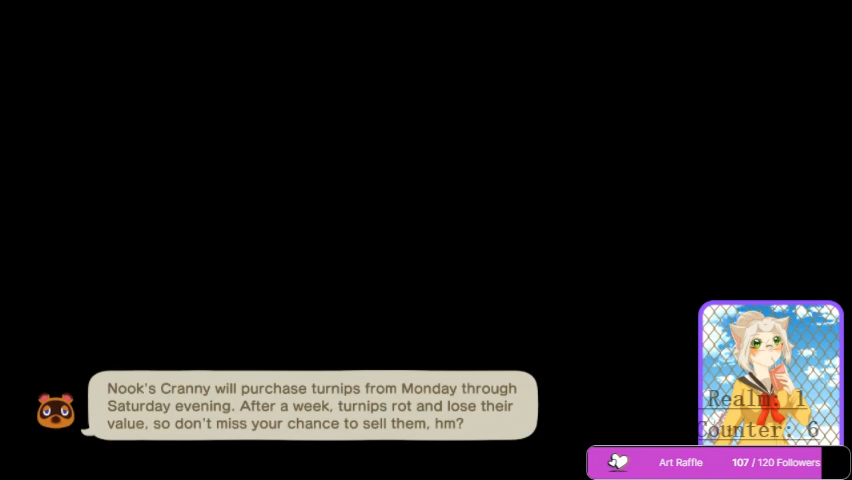 Nook's Cranny will purchase turnips from Monday through
Saturday evening. After a week, turnips rot and lose their
value, so don't miss your chance to sell them, hm?
Realm: 1
Counter: 6
Art Raffle 107 / 120 Followers